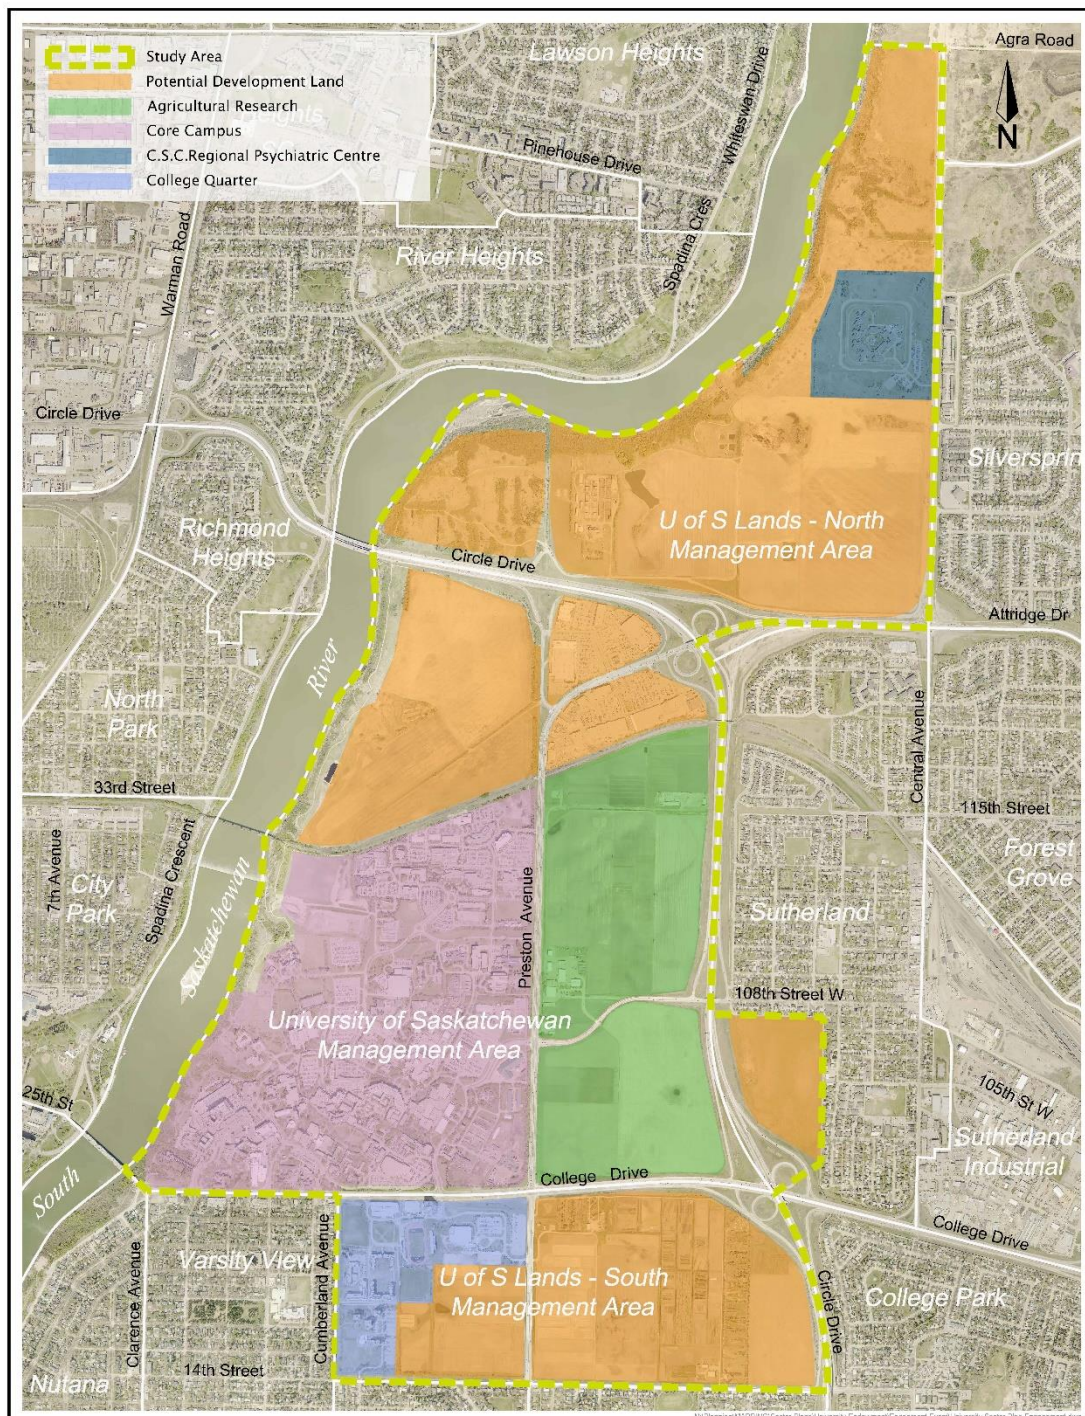 Study Area
Potential Development Land
Agricultural Research
Core Campus
C.S.C.Regional Psychiatric Centre
College Quarter
Lawson Heights
Whiteswan Drive
Agra Road
N
Heights
Pinehouse Drive
Spadina Cres
Warman Road
River Heights
Circle Drive
Silverspring
Richmond
Heights
U of S Lands - North
Management Area
Circle Drive
Attridge Dr
River
North
Park
Central Avenue
33rd Street
115th Street
7th Avenue
City
Park
Spadina Crescent
Saskatchewan
Forest
Grove
Preston Avenue
Sutherland
108th Street W
University of Saskatchewan
Management Area
25th St
105th St W
Sutherland
Industrial
South
College Drive
College Drive
Clarence Avenue
Varsity View
Cumberland Avenue
U of S Lands - South
Management Area
Circle Drive
College Park
14th Street
Nutana